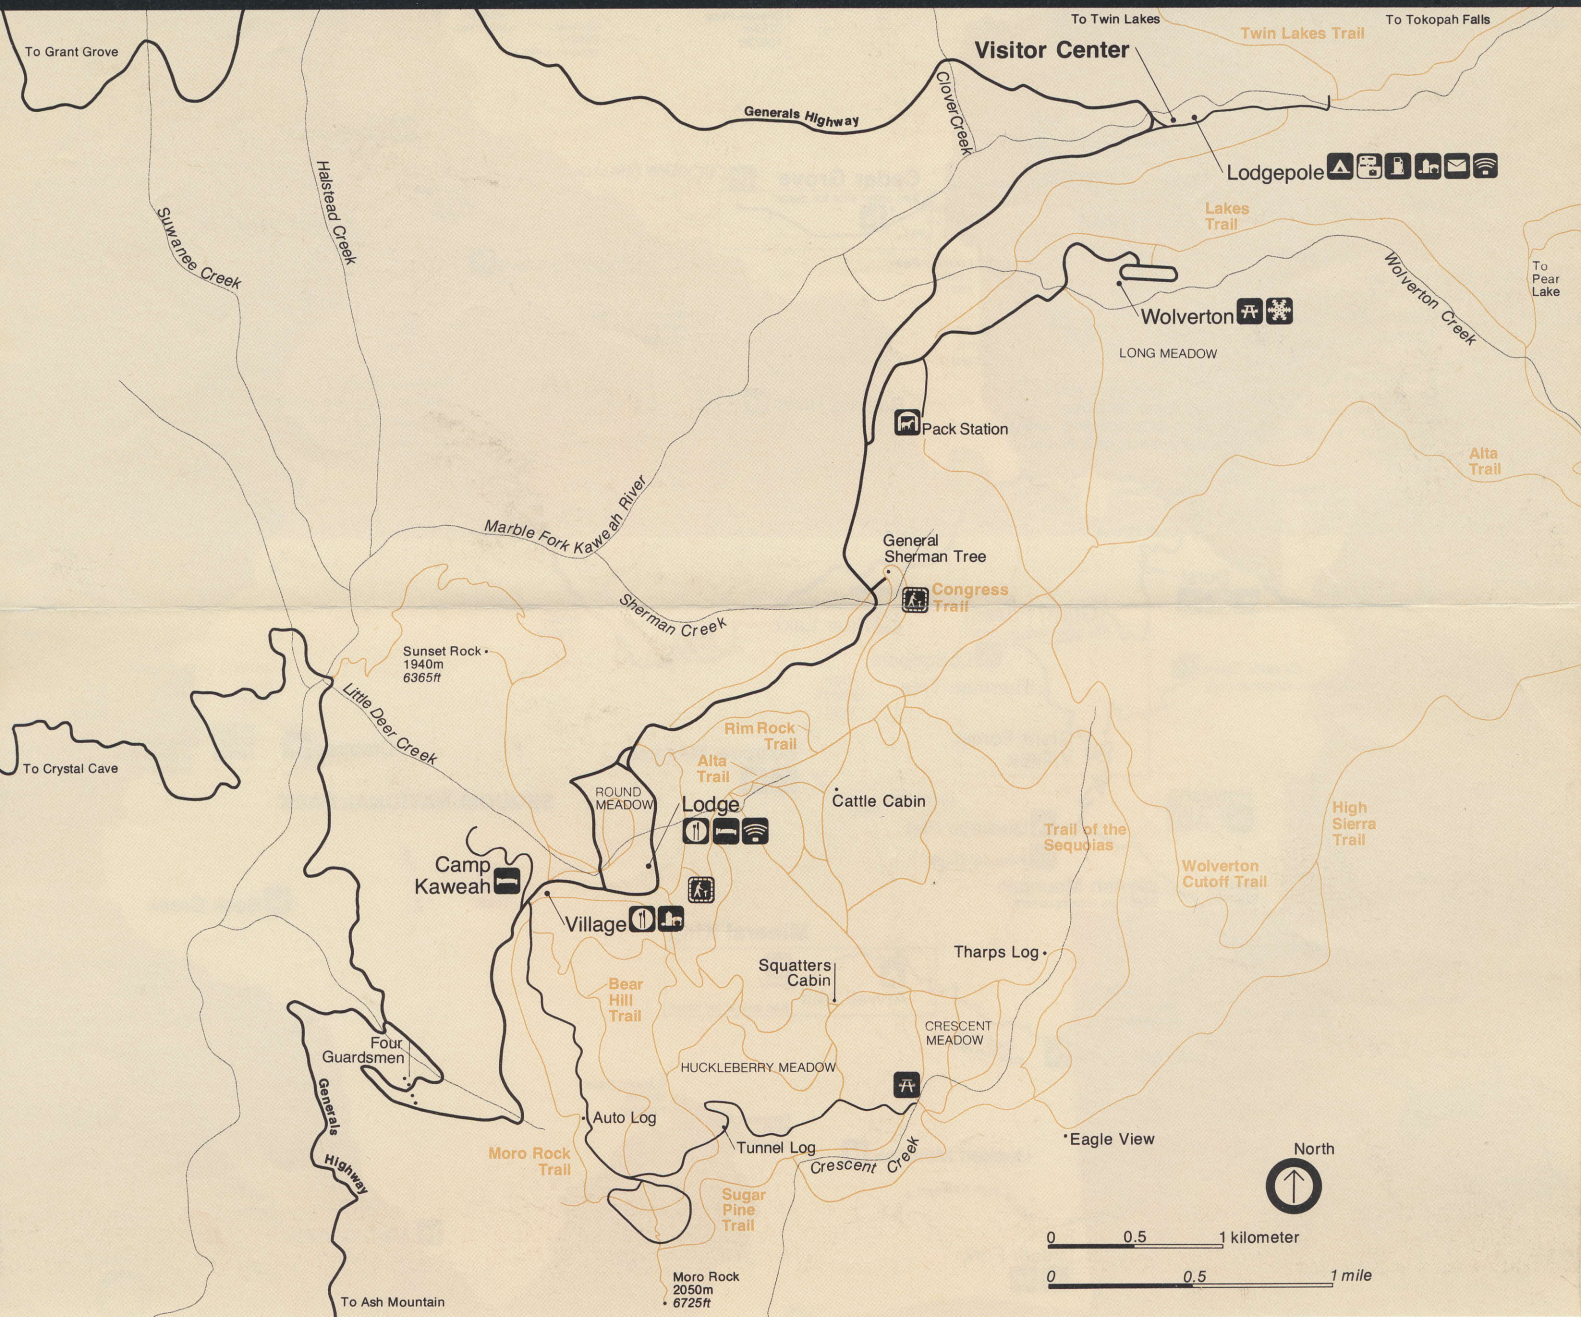 To Twin Lakes
To Tokopah Falls
Twin Lakes Trail
To Grant Grove
Visitor Center
Generals Highway
Clover Creek
Lodgepole
Halstead Creek
Suwanee Creek
Lakes
Trail
Wolverton Creek
To
Pear
Lake
Wolverton
LONG MEADOW
Pack Station
Alta
Trail
Marble Fork Kaweah River
General
Sherman Tree
Congress
Trail
Sherman Creek
Sunset Rock
1940m
6365ft
Little Deer Creek
Rim Rock
Trail
Alta
Trail
To Crystal Cave
ROUND
MEADOW
Lodge
Cattle Cabin
High
Sierra
Trail
Trail of the
Sequoias
Wolverton
Cutoff Trail
Camp
Kaweah
Village
Tharps Log
Squatters
Cabin
Bear
Hill
Trail
CRESCENT
MEADOW
Four
Guardsmen
HUCKLEBERRY MEADOW
Generals
Highway
Auto Log
Tunnel Log
Eagle View
Moro Rock
Trail
Crescent Creek
North
Sugar
Pine
Trail
0 0.5 1 kilometer
0 0.5 1 mile
Moro Rock
2050m
6725ft
To Ash Mountain